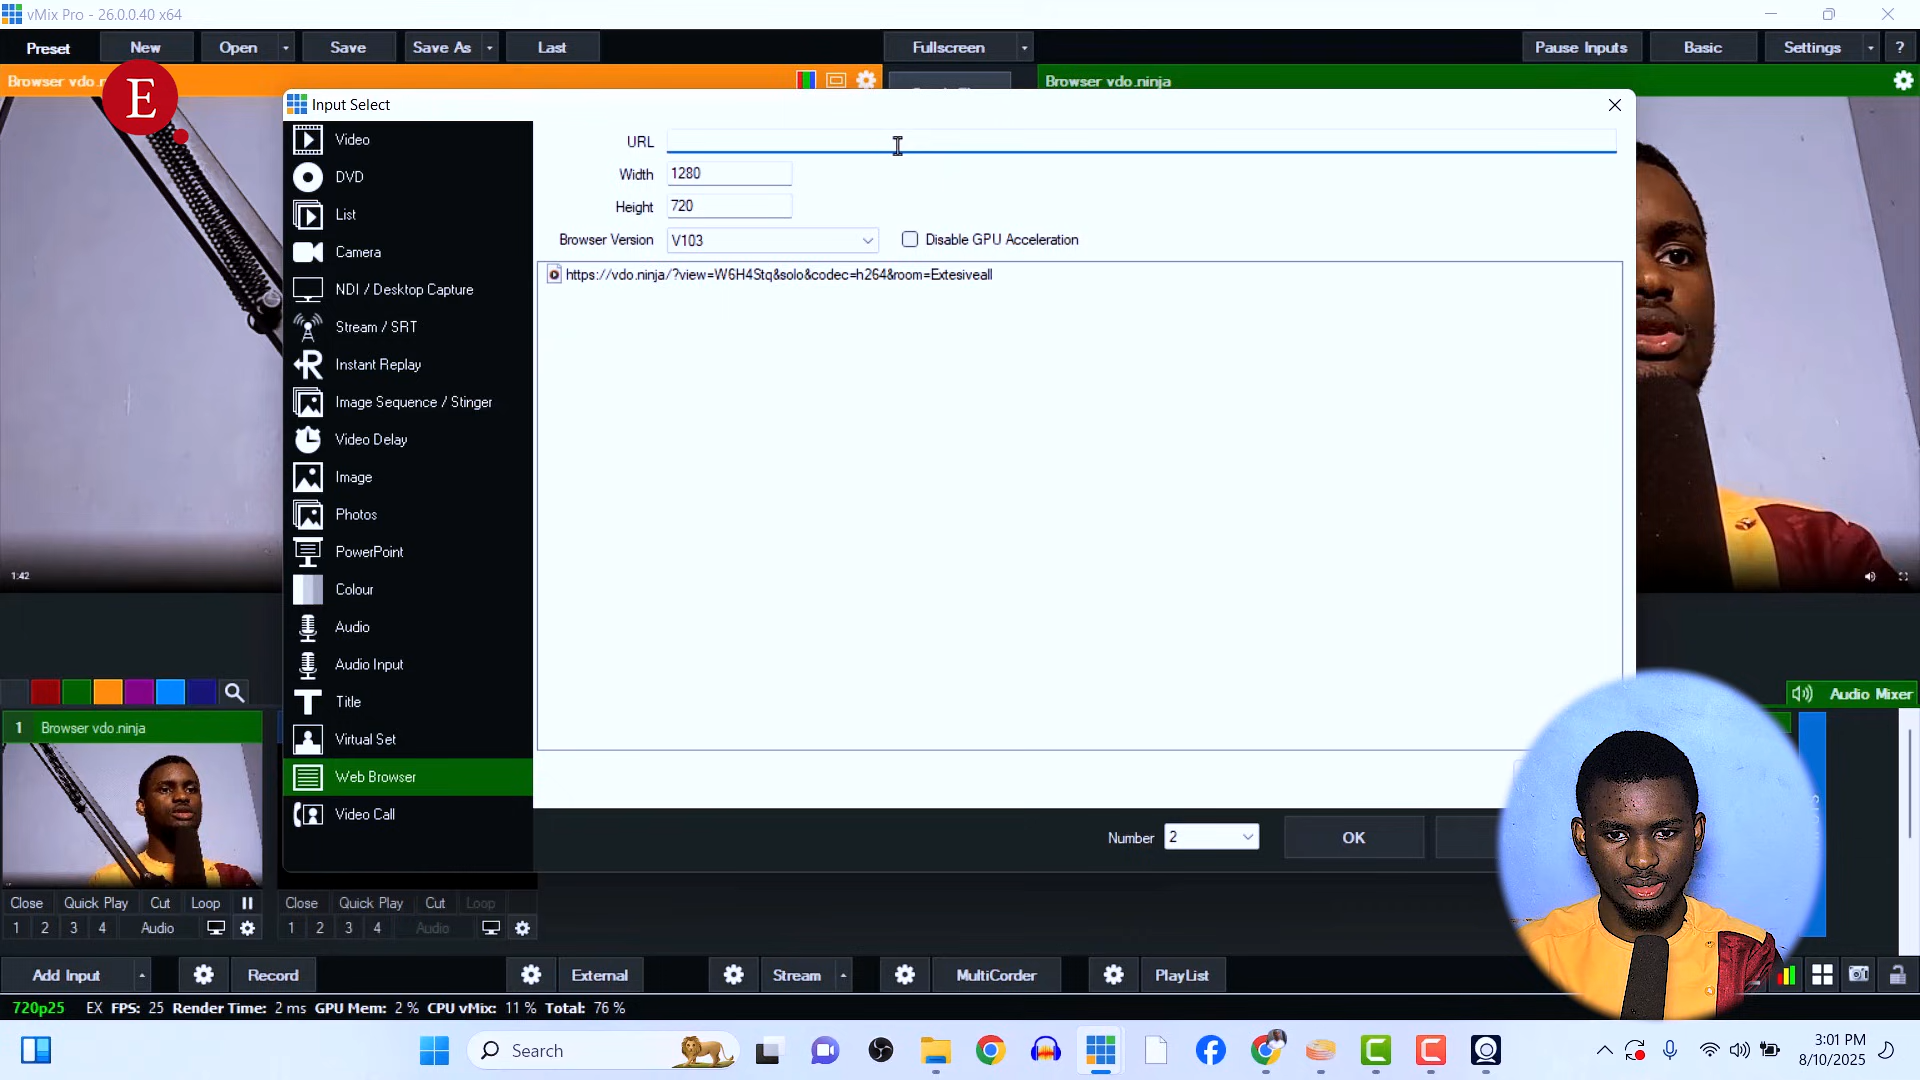 vMix Pro - 26.0.0.40 x64
Preset
New
Open
Save
Save As
Last
Fullscreen
Pause Inputs
Basic
Settings
?
Browser vdo.
Browser vdo.ninja
E
Input Select
Video
DVD
List
Camera
NDI / Desktop Capture
Stream / SRT
Instant Replay
Image Sequence / Stinger
Video Delay
Image
Photos
PowerPoint
Colour
Audio
Audio Input
Title
Virtual Set
Web Browser
Video Call
URL
Width 1280
Height 720
Browser Version V103
Disable GPU Acceleration
https://vdo.ninja/?view=W6H4Stq&solo&codec=h264&room=Extesiveall
Number 2
OK
1:42
Audio Mixer
1 Browser vdo.ninja
Close Quick Play Cut Loop
1 2 3 4 Audio
Close Quick Play Cut Loop
1 2 3 4 Audio
Add Input
Record
External
Stream
MultiCorder
PlayList
720p25 EX FPS: 25 Render Time: 2 ms GPU Mem: 2 % CPU vMix: 11 % Total: 76 %
Search
3:01 PM
8/10/2025